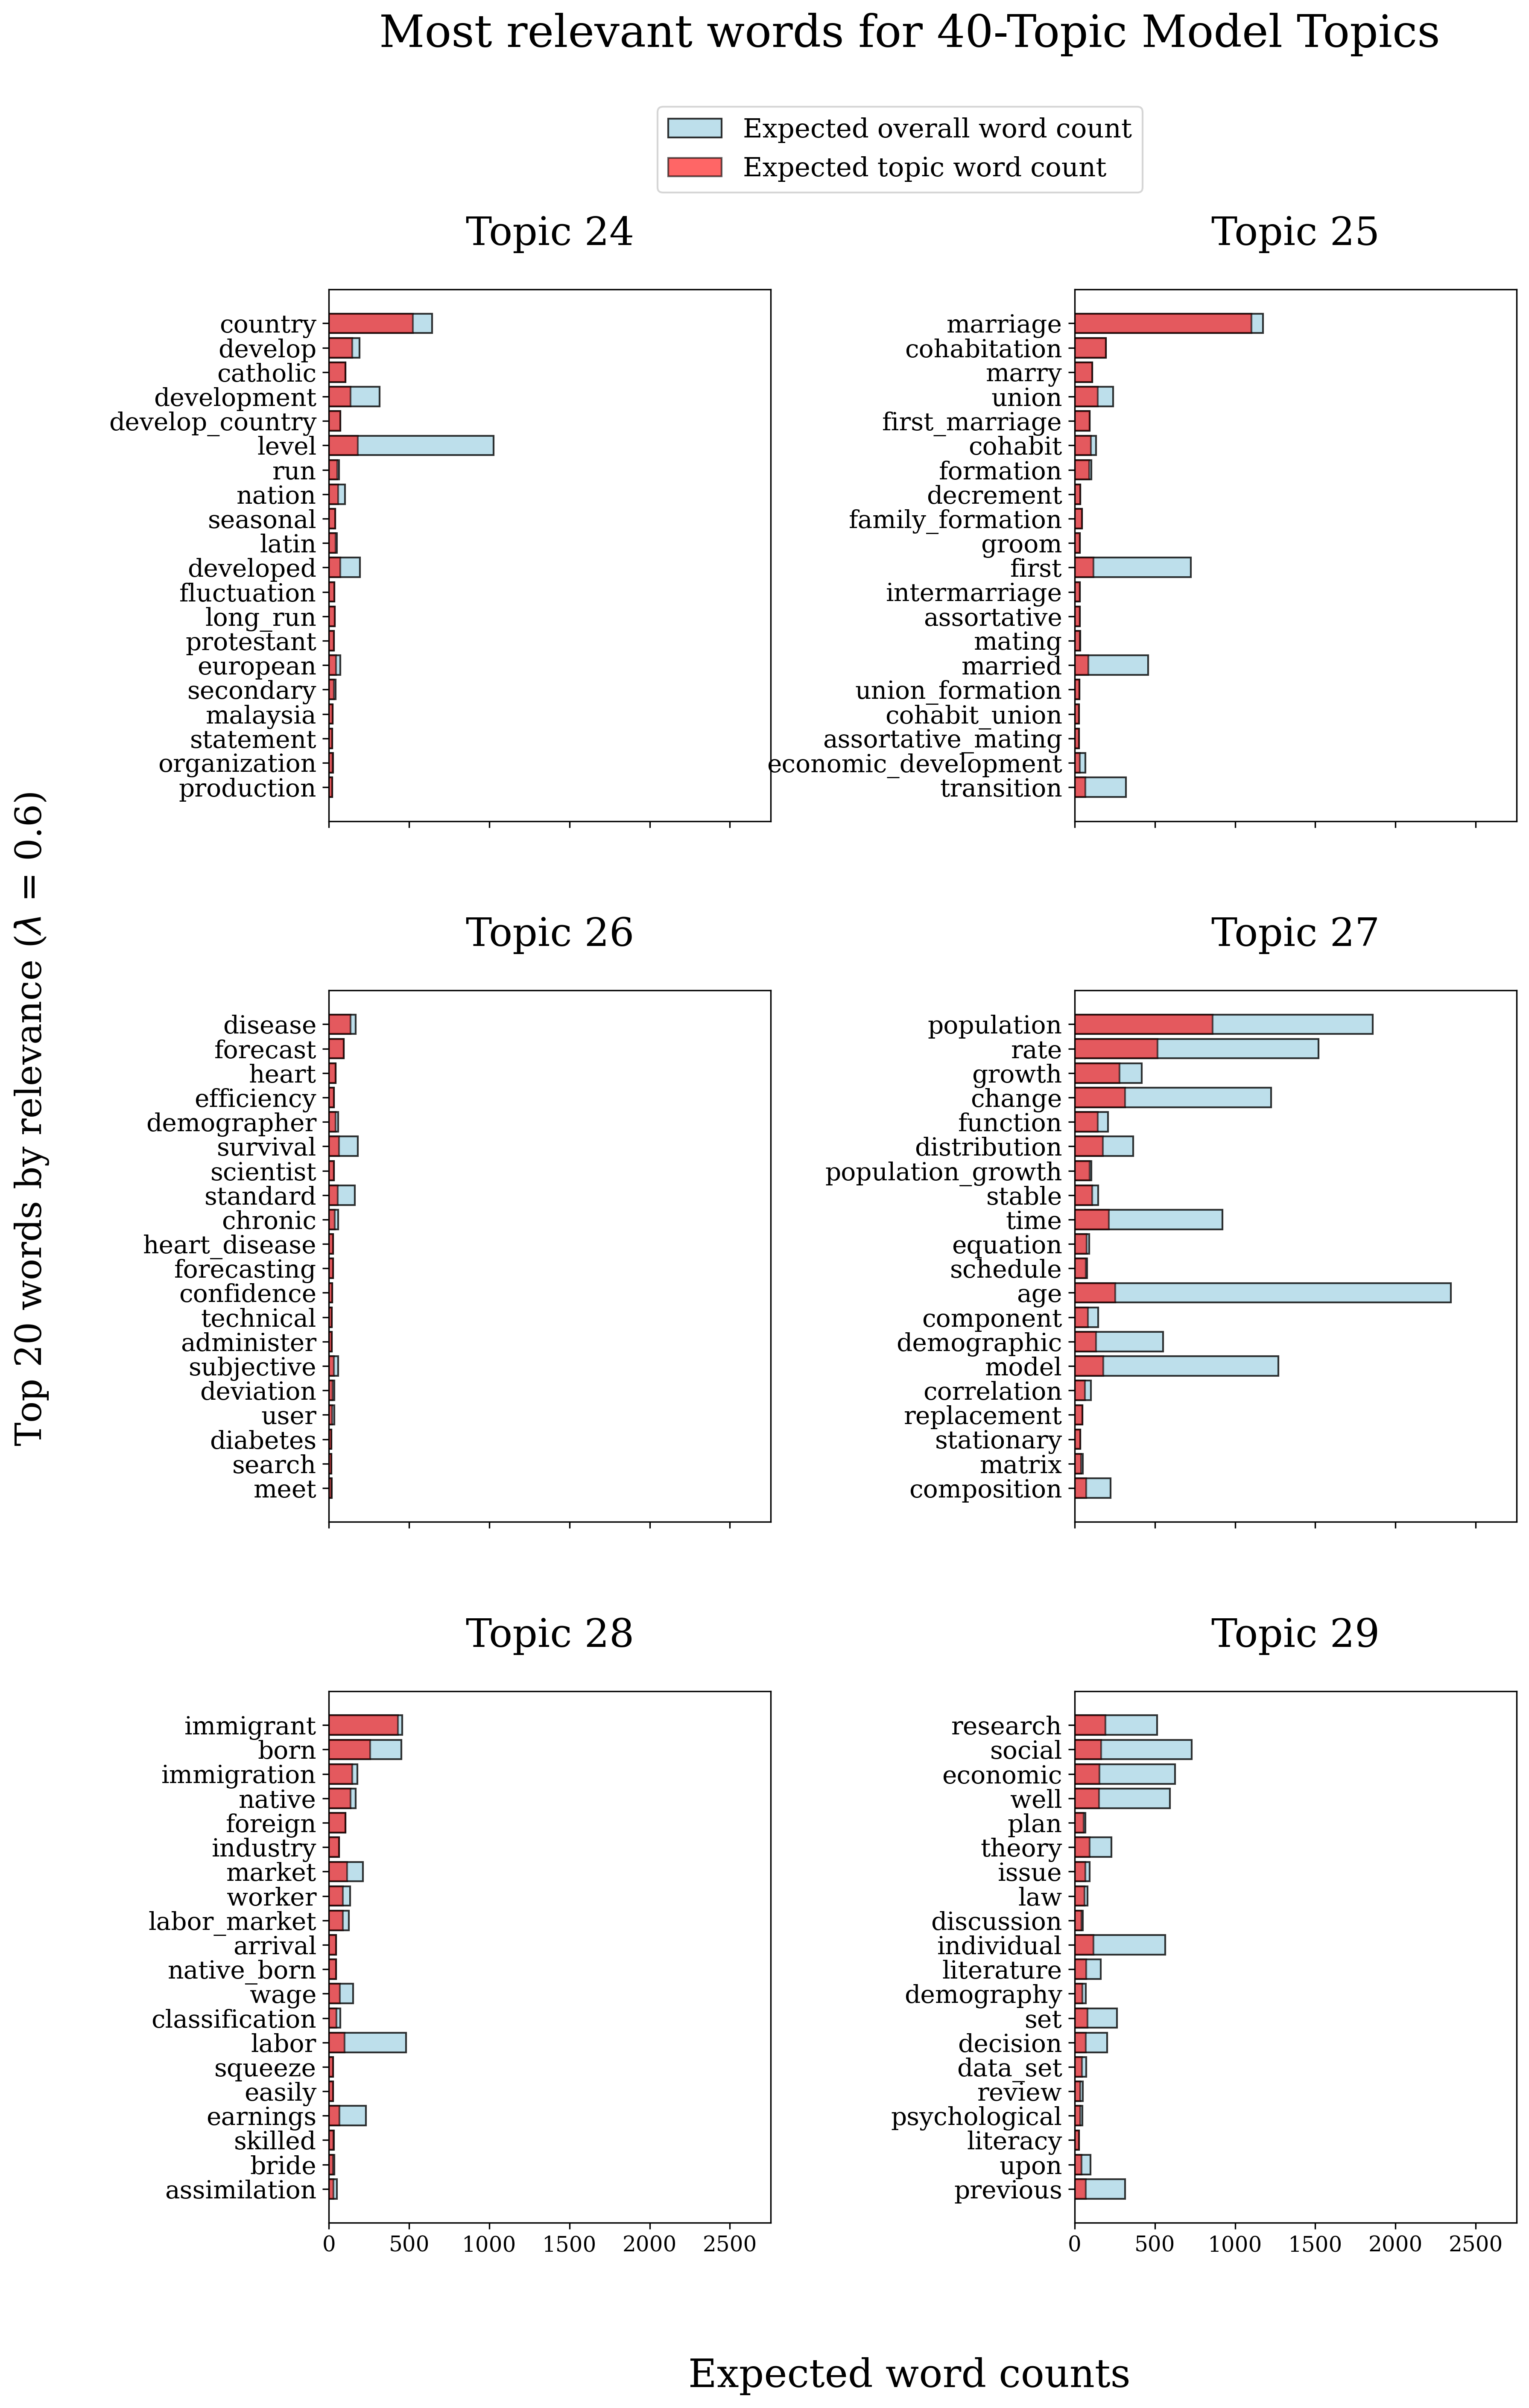 Most relevant words for 40-Topic Model Topics
Expected overall word count
Expected topic word count
Top 20 words by relevance (λ = 0.6)
Topic 24
country
develop
catholic
development
develop_country
level
run
nation
seasonal
latin
developed
fluctuation
long_run
protestant
european
secondary
malaysia
statement
organization
production
Topic 25
marriage
cohabitation
marry
union
first_marriage
cohabit
formation
decrement
family_formation
groom
first
intermarriage
assortative
mating
married
union_formation
cohabit_union
assortative_mating
economic_development
transition
Topic 26
disease
forecast
heart
efficiency
demographer
survival
scientist
standard
chronic
heart_disease
forecasting
confidence
technical
administer
subjective
deviation
user
diabetes
search
meet
Topic 27
population
rate
growth
change
function
distribution
population_growth
stable
time
equation
schedule
age
component
demographic
model
correlation
replacement
stationary
matrix
composition
Topic 28
immigrant
born
immigration
native
foreign
industry
market
worker
labor_market
arrival
native_born
wage
classification
labor
squeeze
easily
earnings
skilled
bride
assimilation
0 500 1000 1500 2000 2500
Topic 29
research
social
economic
well
plan
theory
issue
law
discussion
individual
literature
demography
set
decision
data_set
review
psychological
literacy
upon
previous
0 500 1000 1500 2000 2500
Expected word counts